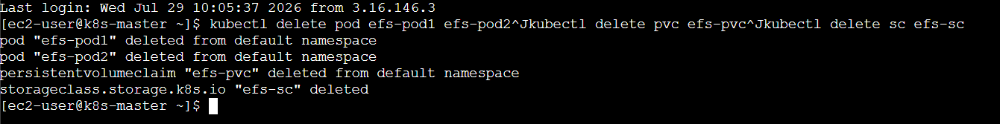 Last login: Wed Jul 29 10:05:37 2026 from 3.16.146.3
[ec2-user@k8s-master ~]$ kubectl delete pod efs-pod1 efs-pod2^Jkubectl delete pvc efs-pvc^Jkubectl delete sc efs-sc
pod "efs-pod1" deleted from default namespace
pod "efs-pod2" deleted from default namespace
persistentvolumeclaim "efs-pvc" deleted from default namespace
storageclass.storage.k8s.io "efs-sc" deleted
[ec2-user@k8s-master ~]$